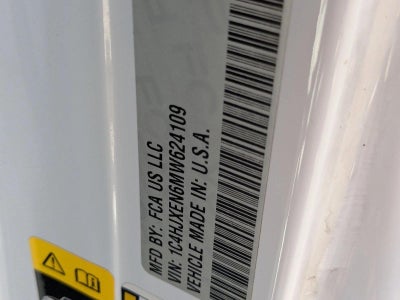 MFD BY: FCA US LLC
VIN: 1C4HJXEN6MW624109
VEHICLE MADE IN: U.S.A.